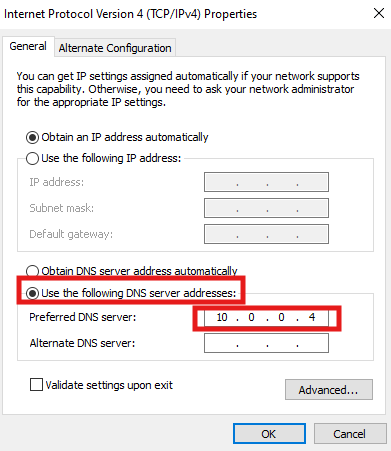 Internet Protocol Version 4 (TCP/IPv4) Properties
General
Alternate Configuration
You can get IP settings assigned automatically if your network supports
this capability. Otherwise, you need to ask your network administrator
for the appropriate IP settings.
Obtain an IP address automatically
Use the following IP address:
IP address:
. . .
Subnet mask:
. . .
Default gateway:
. . .
Obtain DNS server address automatically
Use the following DNS server addresses:
Preferred DNS server:
10 . 0 . 0 . 4
Alternate DNS server:
. . .
Validate settings upon exit
Advanced...
OK
Cancel